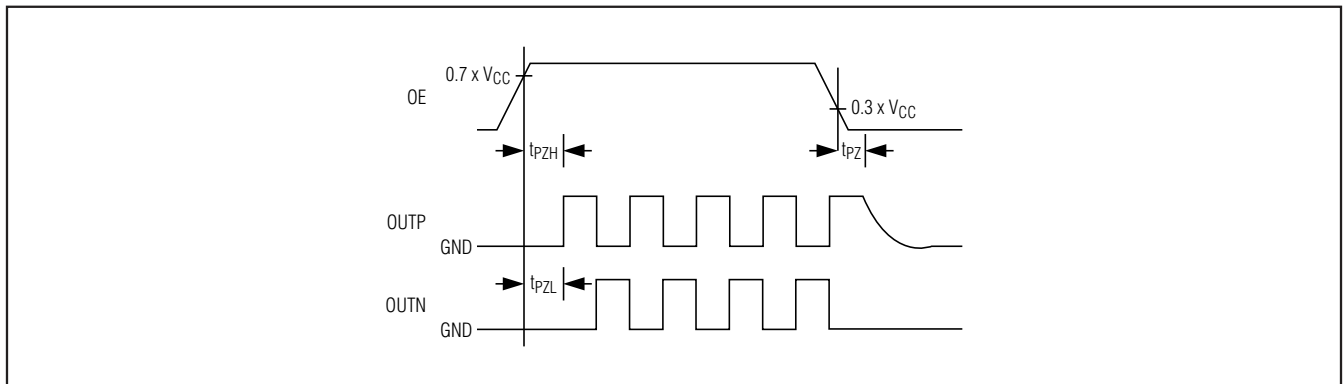 0.7 x VCC
OE
0.3 x VCC
tPZH
tPZ
OUTP
GND
tPZL
OUTN
GND